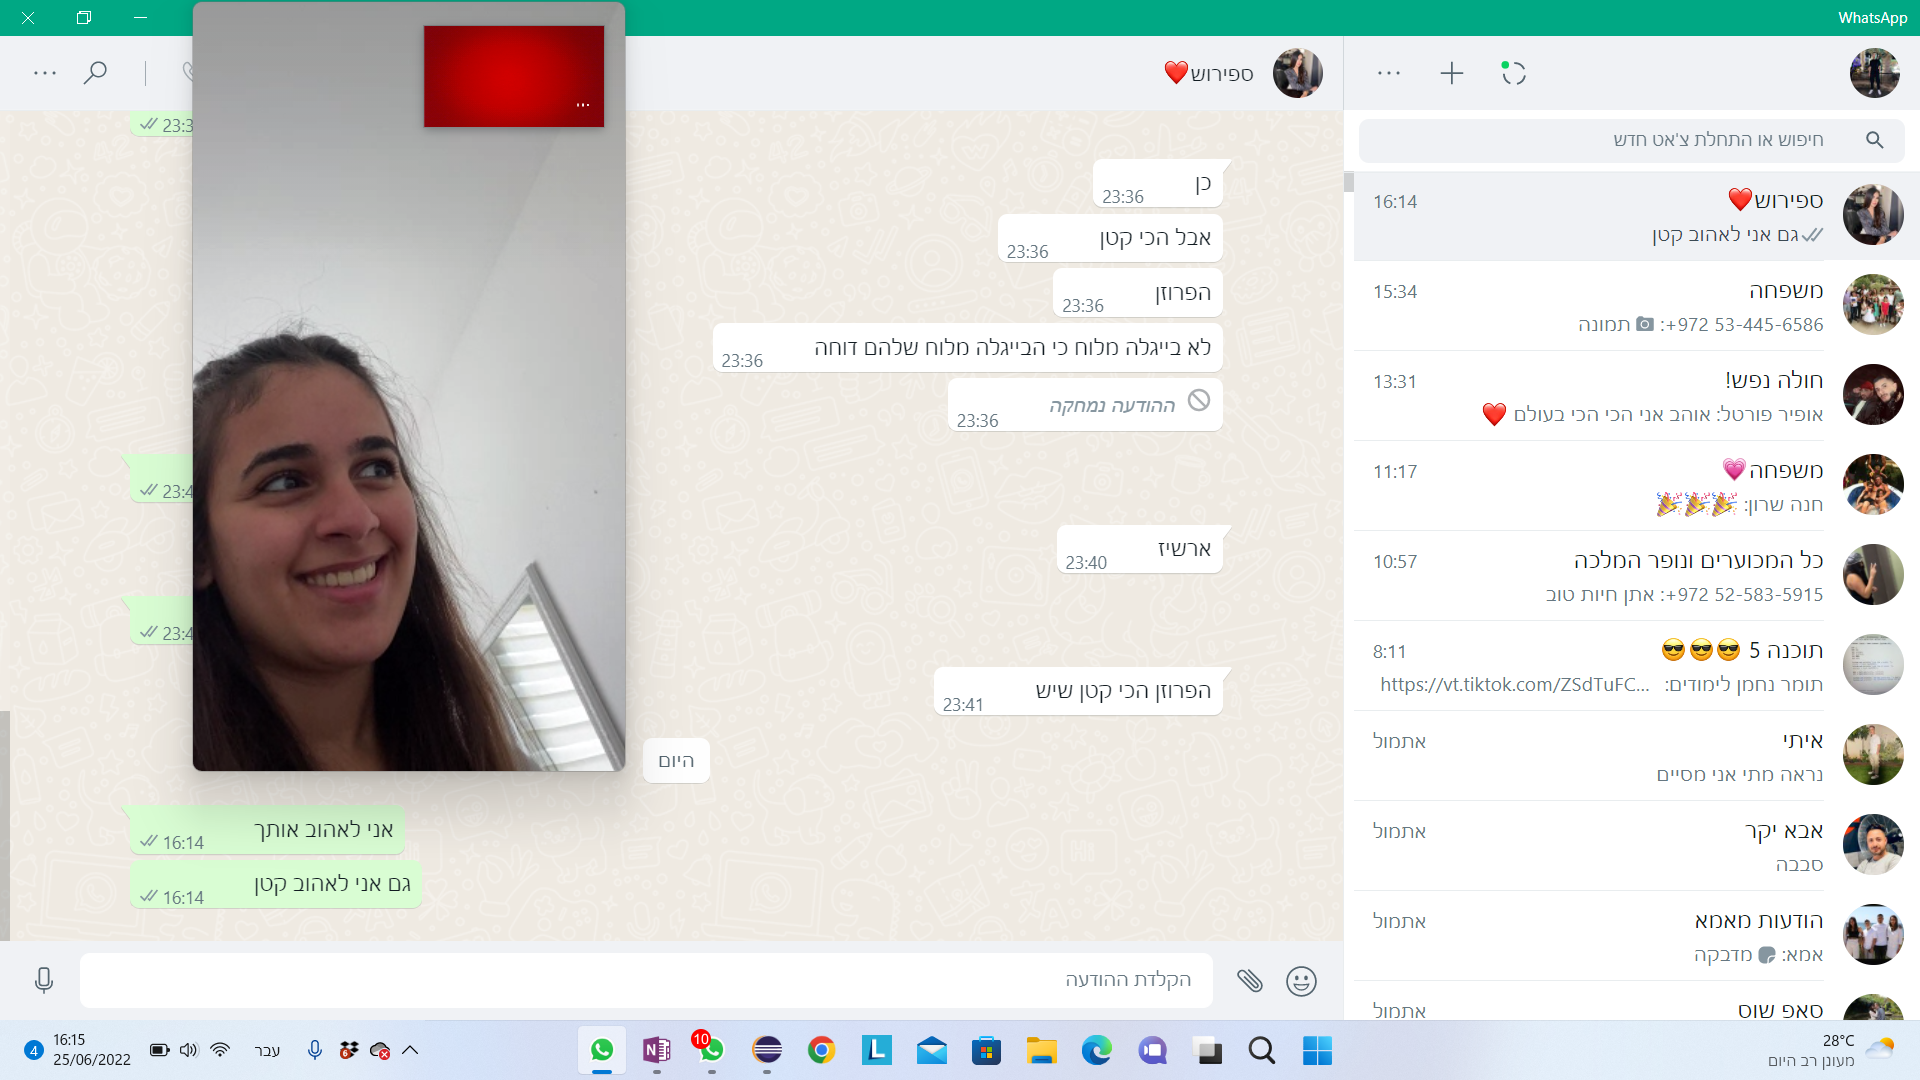 WhatsApp
ספירוש❤️
חיפוש או התחלת צ'אט חדש
ספירוש❤️
16:14
גם אני לאהוב קטן
משפחה
15:34
+972 53-445-6586: תמונה
חולה נפש!
13:31
אופיר פורטל: אוהב אני הכי הכי בעולם ❤️
משפחה💗
11:17
חנה שרון: 🎉🎉🎉
כל המכוערים ונופר המלכה
10:57
+972 52-583-5915: אתן חיות טוב
תוכנה 5 😎😎😎
8:11
תומר נחמן לימודים: https://vt.tiktok.com/ZSdTuFC...
איתי
אתמול
נראה מתי אני מסיים
אבא יקר
אתמול
סבבה
הודעות מאמא
אתמול
אמא: מדבקה
סאפ שוס
אתמול
23:3
כן
23:36
אבל הכי קטן
23:36
הפרוזן
23:36
לא בייגלה מלוח כי הבייגלה מלוח שלהם דוחה
23:36
ההודעה נמחקה
23:36
23:4
ארשיז
23:40
23:4
הפרוזן הכי קטן שיש
23:41
היום
אני לאהוב אותך
16:14
גם אני לאהוב קטן
16:14
הקלדת ההודעה
4
16:15
25/06/2022
עבר
6
N
10
L
28°C
מעונן רב היום